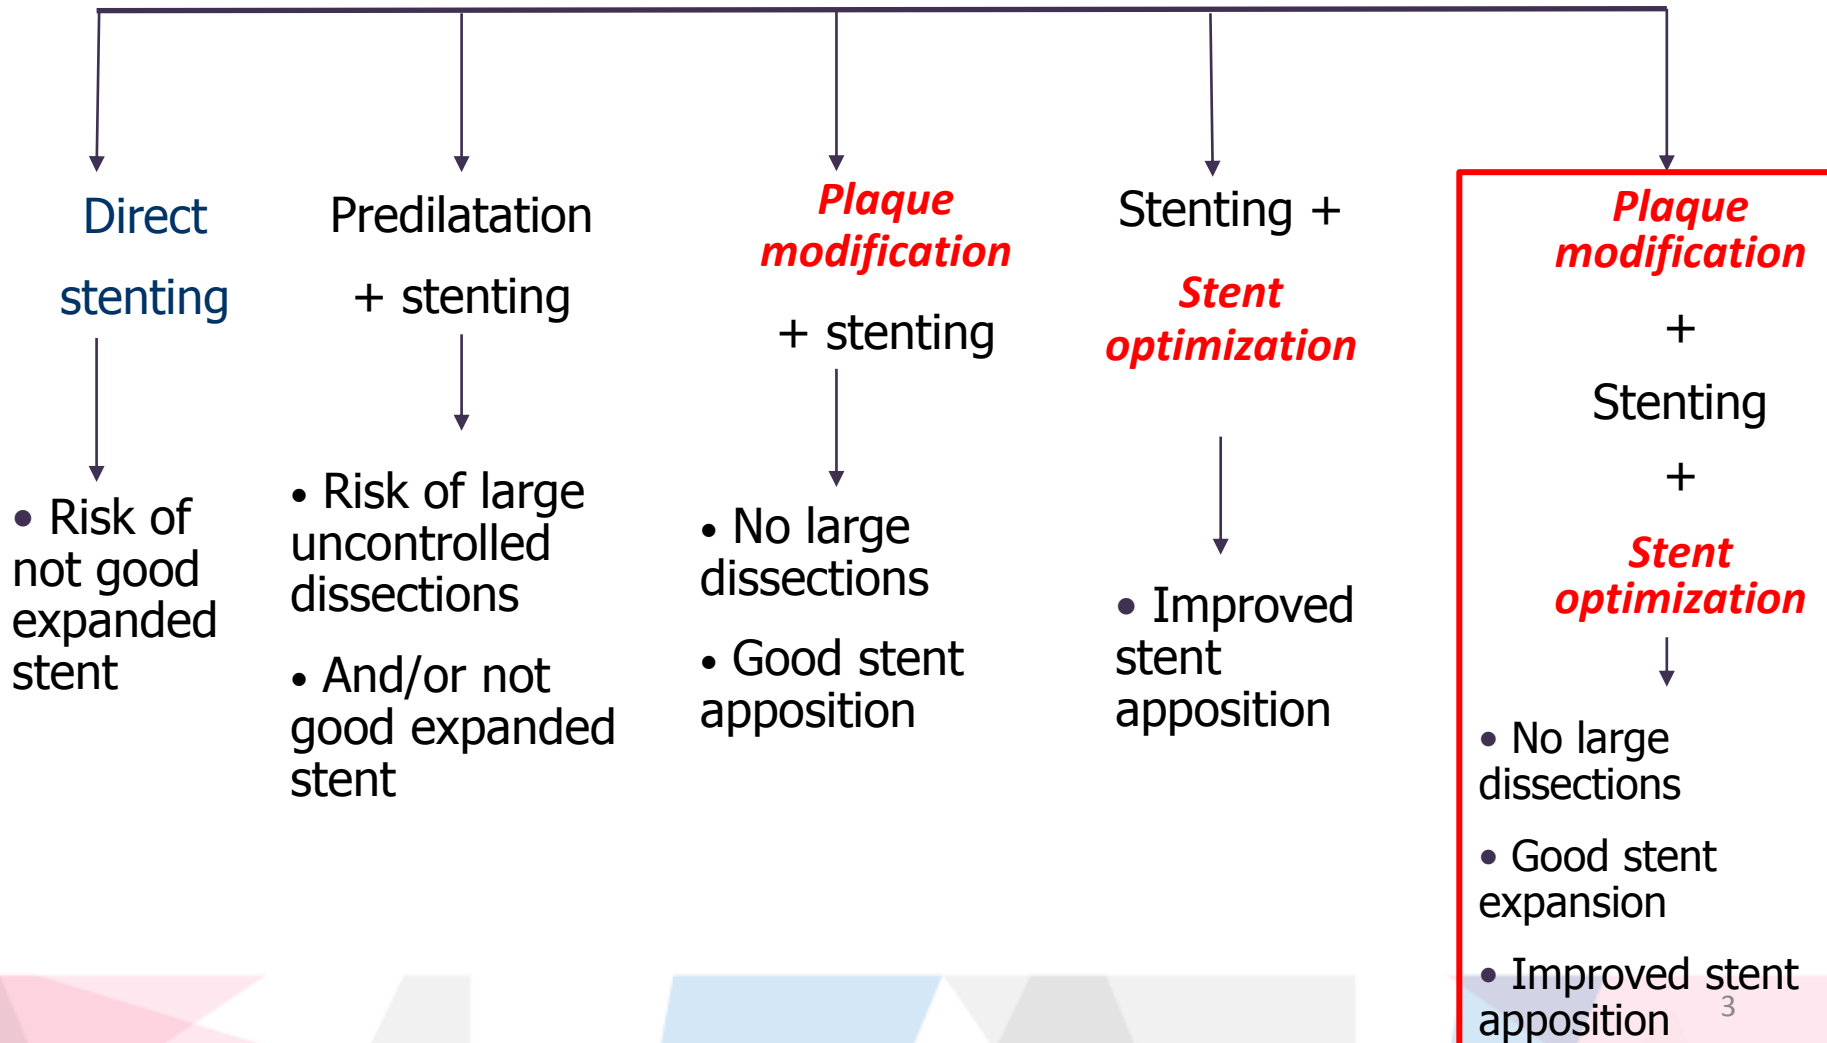 Direct
stenting
• Risk of
not good
expanded
stent
Predilatation
+ stenting
• Risk of large
uncontrolled
dissections
• And/or not
good expanded
stent
Plaque
modification
+ stenting
• No large
dissections
• Good stent
apposition
Stenting +
Stent
optimization
• Improved
stent
apposition
Plaque
modification
+
Stenting
+
Stent
optimization
• No large
dissections
• Good stent
expansion
• Improved stent
apposition
3